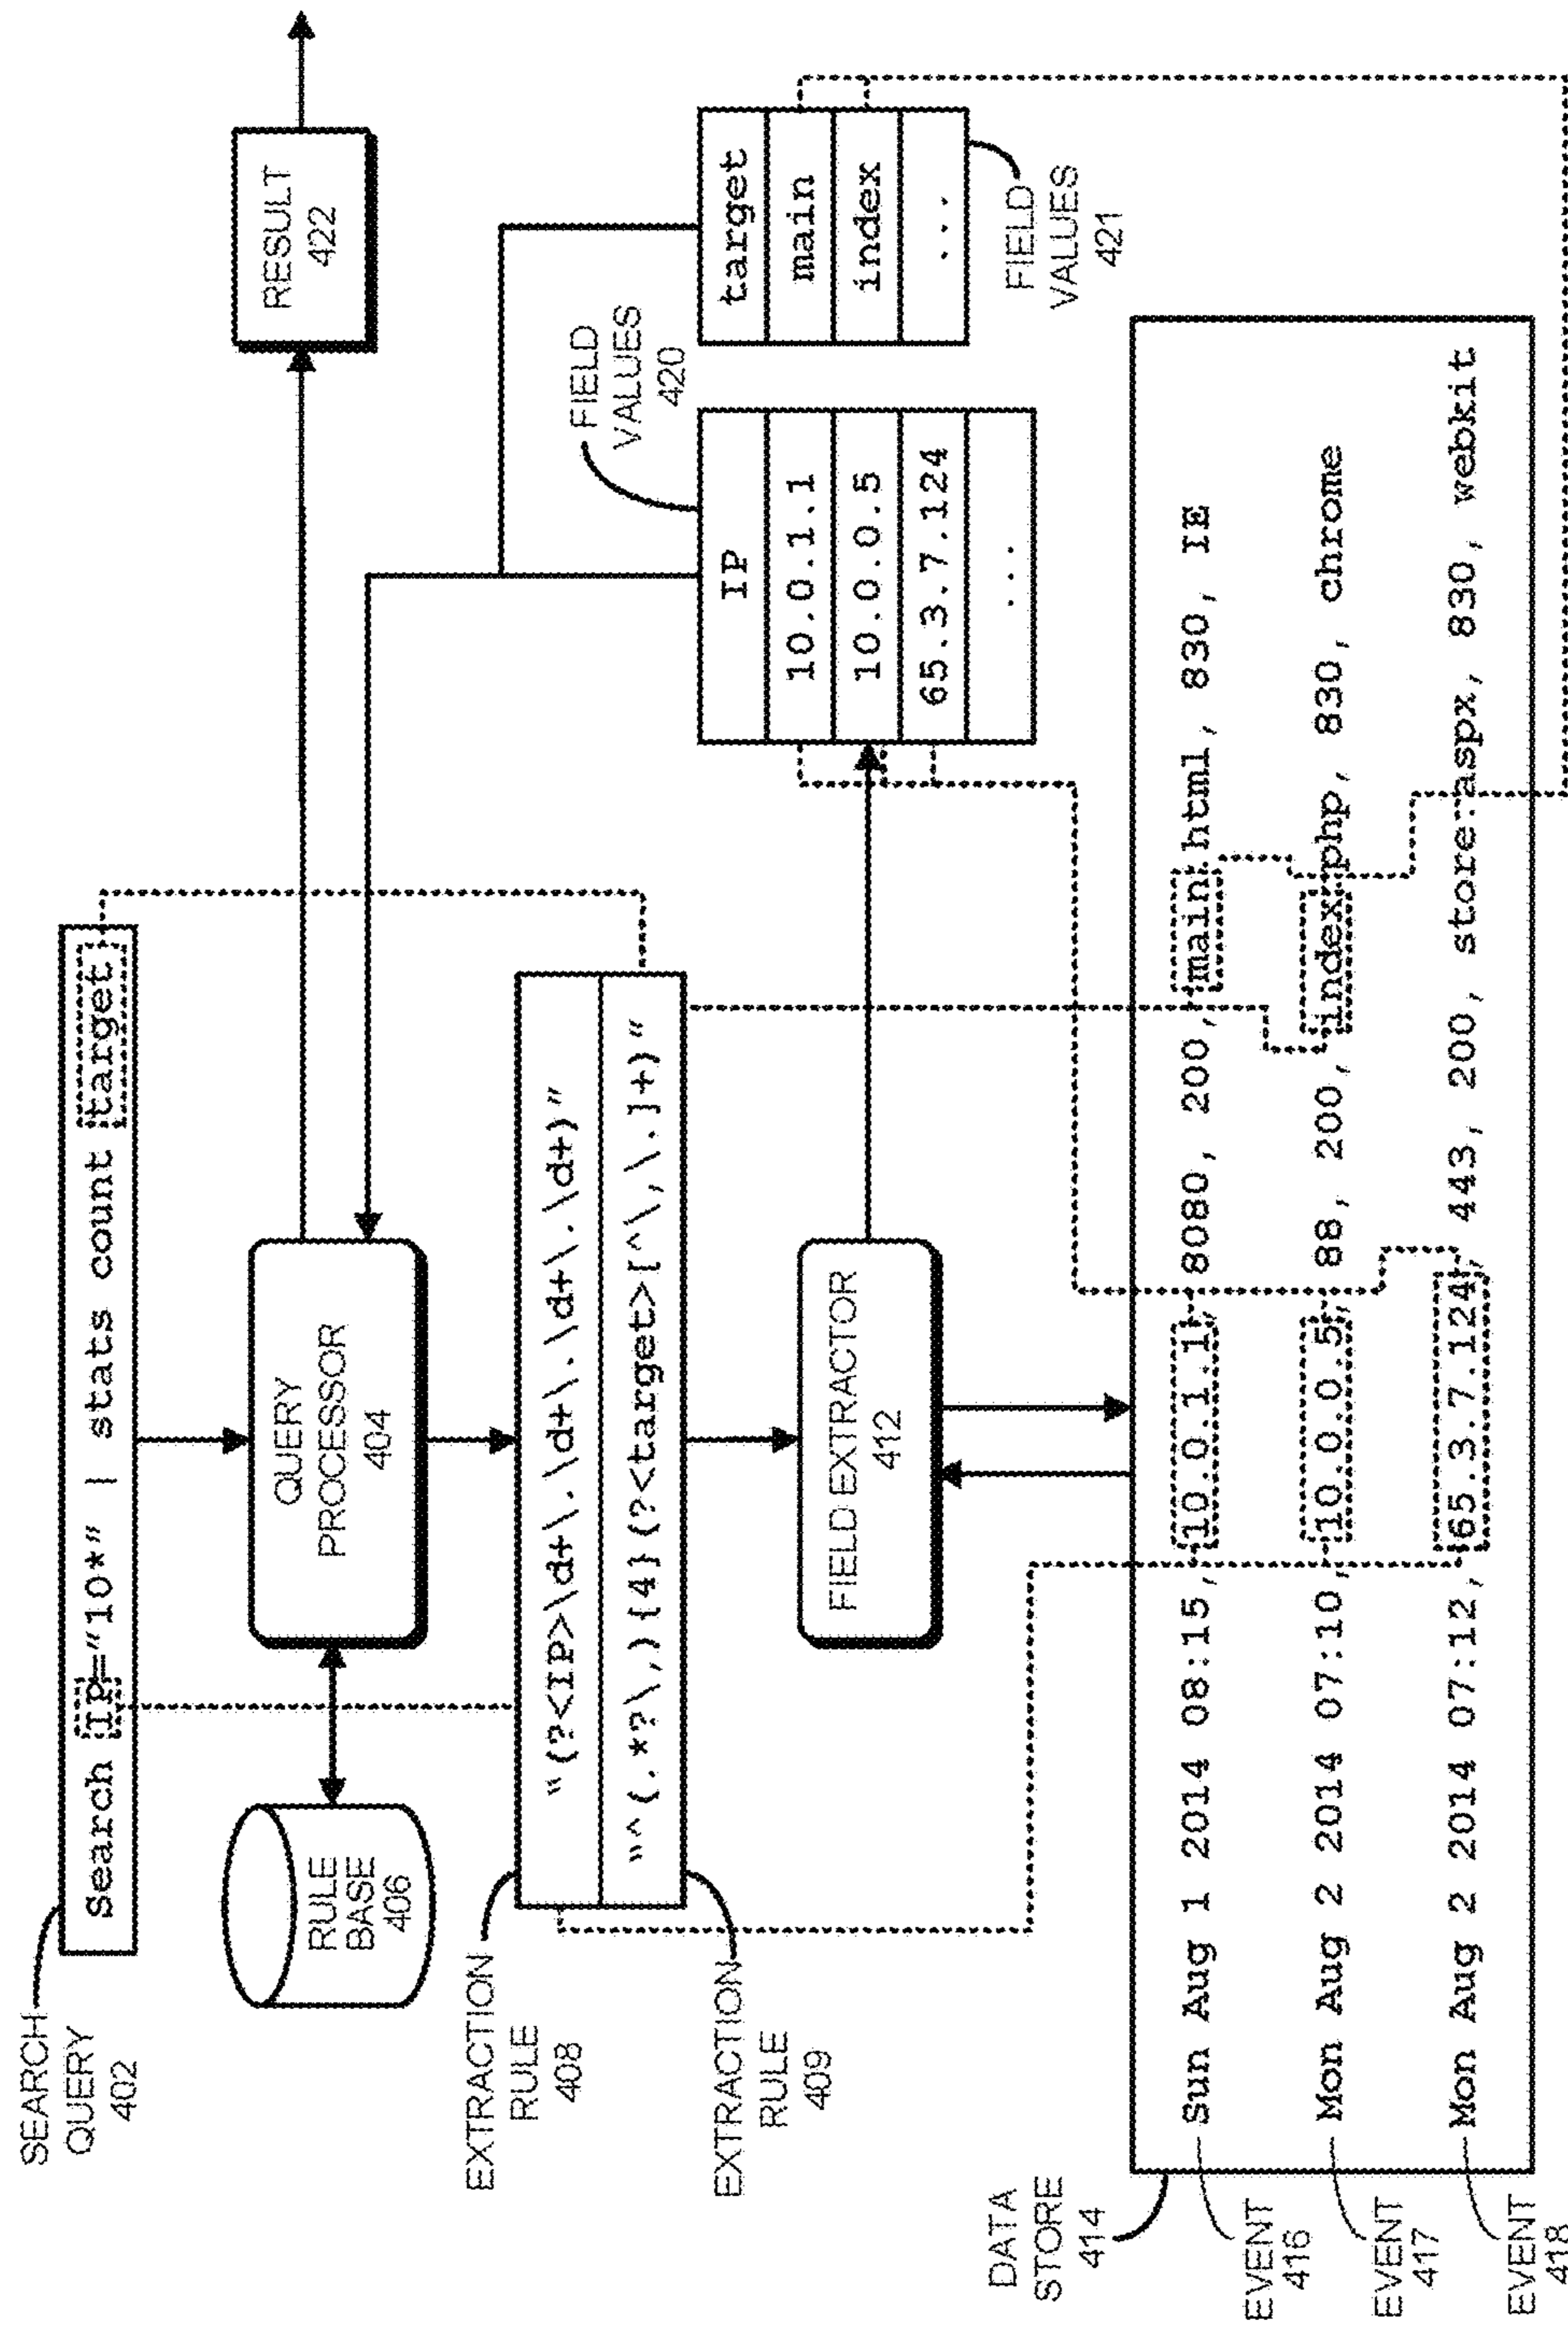 SEARCH
QUERY
402
Search IP="10*" | stats count target
RULE
BASE
406
QUERY
PROCESSOR
404
RESULT
422
EXTRACTION
RULE
408
"(?<IP>\d+\.\d+\.\d+\.\d+)"
EXTRACTION
RULE
409
"^(.*?\,){4}(?<target>[^\,\.]+)"
FIELD
VALUES
420
IP
10.0.1.1
10.0.0.5
65.3.7.124
...
target
main
index
...
FIELD
VALUES
421
FIELD EXTRACTOR
412
DATA
STORE
414
EVENT
416
Sun Aug 1 2014 08:15, 10.0.1.1, 8080, 200, main.html, 830, IE
EVENT
417
Mon Aug 2 2014 07:10, 10.0.0.5, 88, 200, index.php, 830, chrome
EVENT
418
Mon Aug 2 2014 07:12, 65.3.7.124, 443, 200, store.aspx, 830, webkit